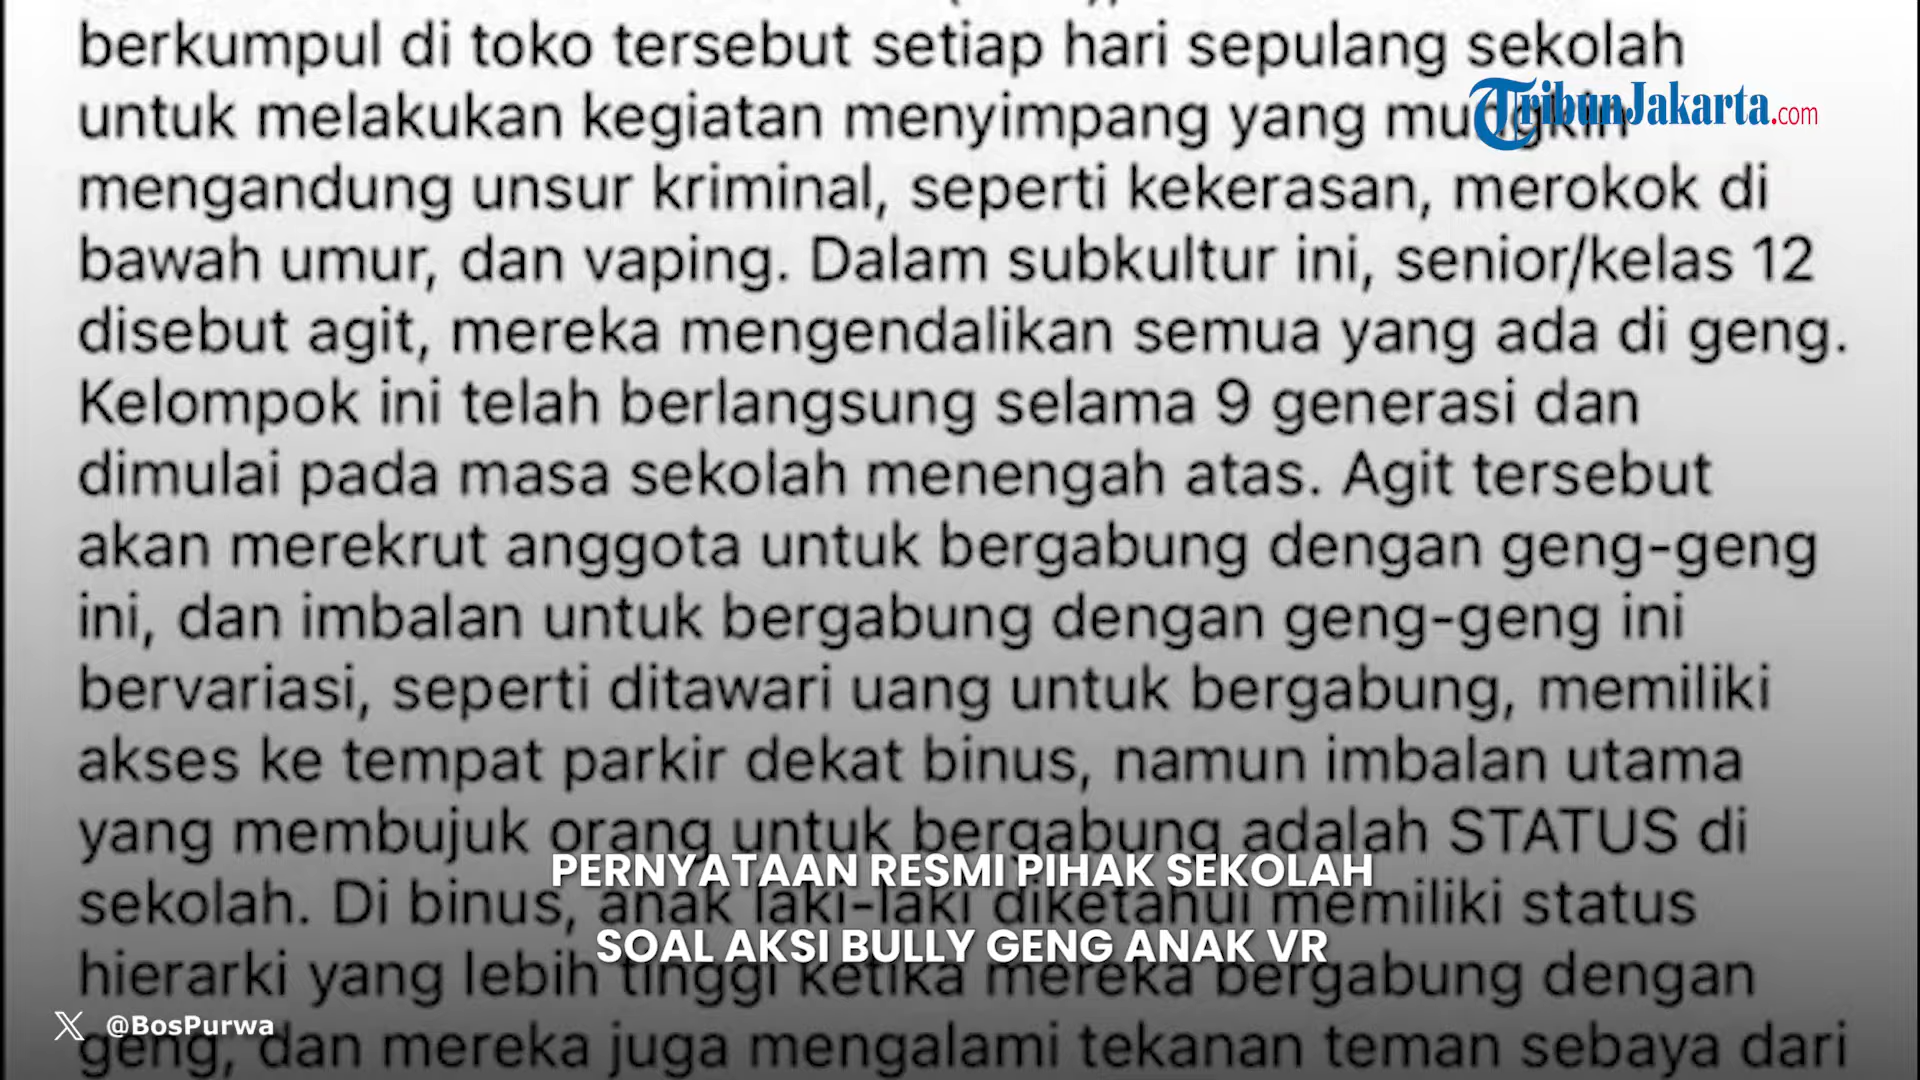 berkumpul di toko tersebut setiap hari sepulang sekolah
untuk melakukan kegiatan menyimpang yang mungkin
TribunJakarta.com
mengandung unsur kriminal, seperti kekerasan, merokok di
bawah umur, dan vaping. Dalam subkultur ini, senior/kelas 12
disebut agit, mereka mengendalikan semua yang ada di geng.
Kelompok ini telah berlangsung selama 9 generasi dan
dimulai pada masa sekolah menengah atas. Agit tersebut
akan merekrut anggota untuk bergabung dengan geng-geng
ini, dan imbalan untuk bergabung dengan geng-geng ini
bervariasi, seperti ditawari uang untuk bergabung, memiliki
akses ke tempat parkir dekat binus, namun imbalan utama
yang membujuk orang untuk bergabung adalah STATUS di
PERNYATAAN RESMI PIHAK SEKOLAH
sekolah. Di binus, anak laki-laki diketahui memiliki status
SOAL AKSI BULLY GENG ANAK VR
hierarki yang lebih tinggi ketika mereka bergabung dengan
X @BosPurwa
geng, dan mereka juga mengalami tekanan teman sebaya dari